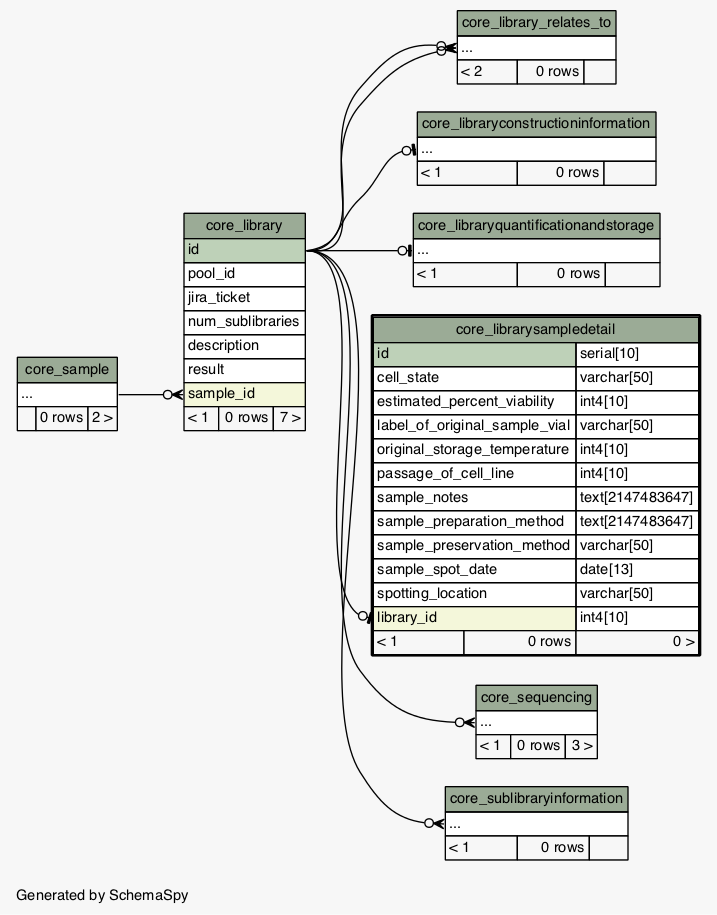 core_library_relates_to
...
< 2 0 rows
core_libraryconstructioninformation
...
< 1 0 rows
core_library
id
pool_id
jira_ticket
num_sublibraries
description
result
sample_id
< 1 0 rows 7 >
core_libraryquantificationandstorage
...
< 1 0 rows
core_librarysampledetail
id serial[10]
cell_state varchar[50]
estimated_percent_viability int4[10]
label_of_original_sample_vial varchar[50]
original_storage_temperature int4[10]
passage_of_cell_line int4[10]
sample_notes text[2147483647]
sample_preparation_method text[2147483647]
sample_preservation_method varchar[50]
sample_spot_date date[13]
spotting_location varchar[50]
library_id int4[10]
< 1 0 rows 0 >
core_sample
...
0 rows 2 >
core_sequencing
...
< 1 0 rows 3 >
core_sublibraryinformation
...
< 1 0 rows
Generated by SchemaSpy